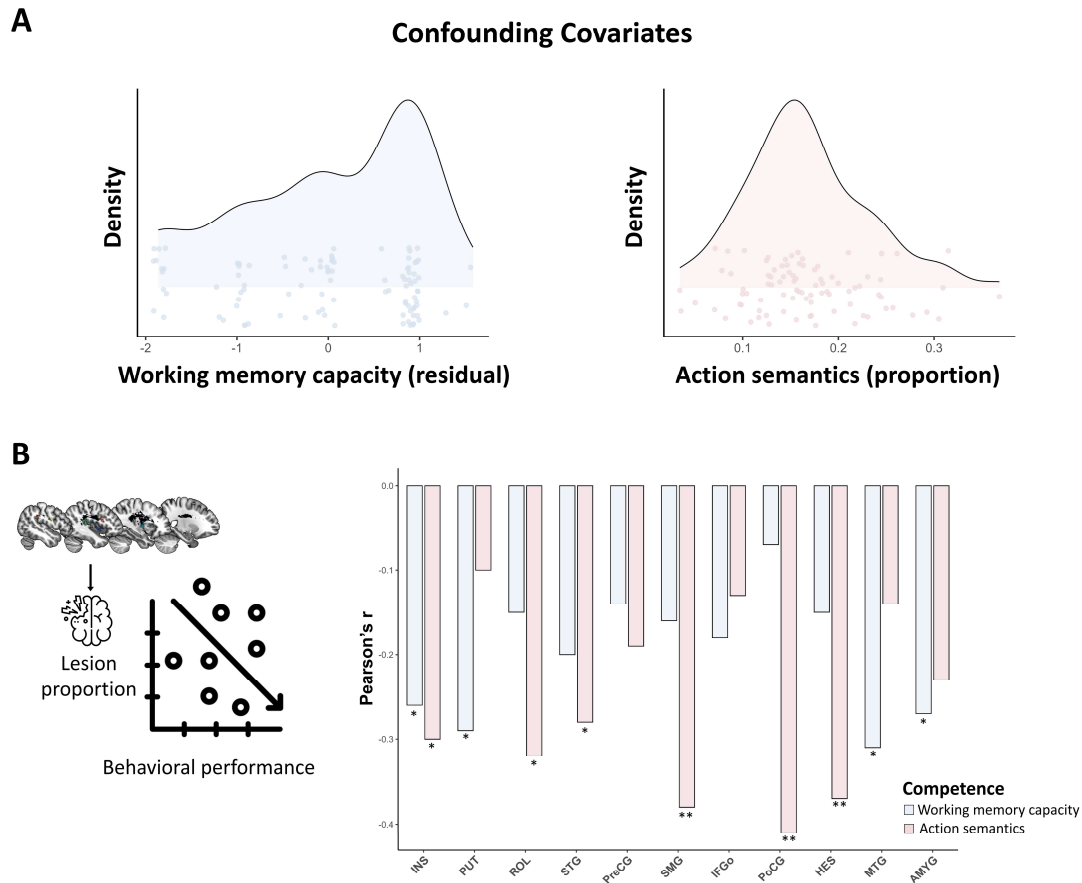 A
Confounding Covariates
Density
-2 -1 0 1
Working memory capacity (residual)
Density
0.1 0.2 0.3
Action semantics (proportion)
B
Lesion
proportion
Behavioral performance
Pearson's r
0.0
-0.1
-0.2
-0.3
-0.4
* * * * * * ** ** ** * *
INS PUT ROL STG PreCG SMG IFGo PoCG HES MTG AMYG
Competence
Working memory capacity
Action semantics